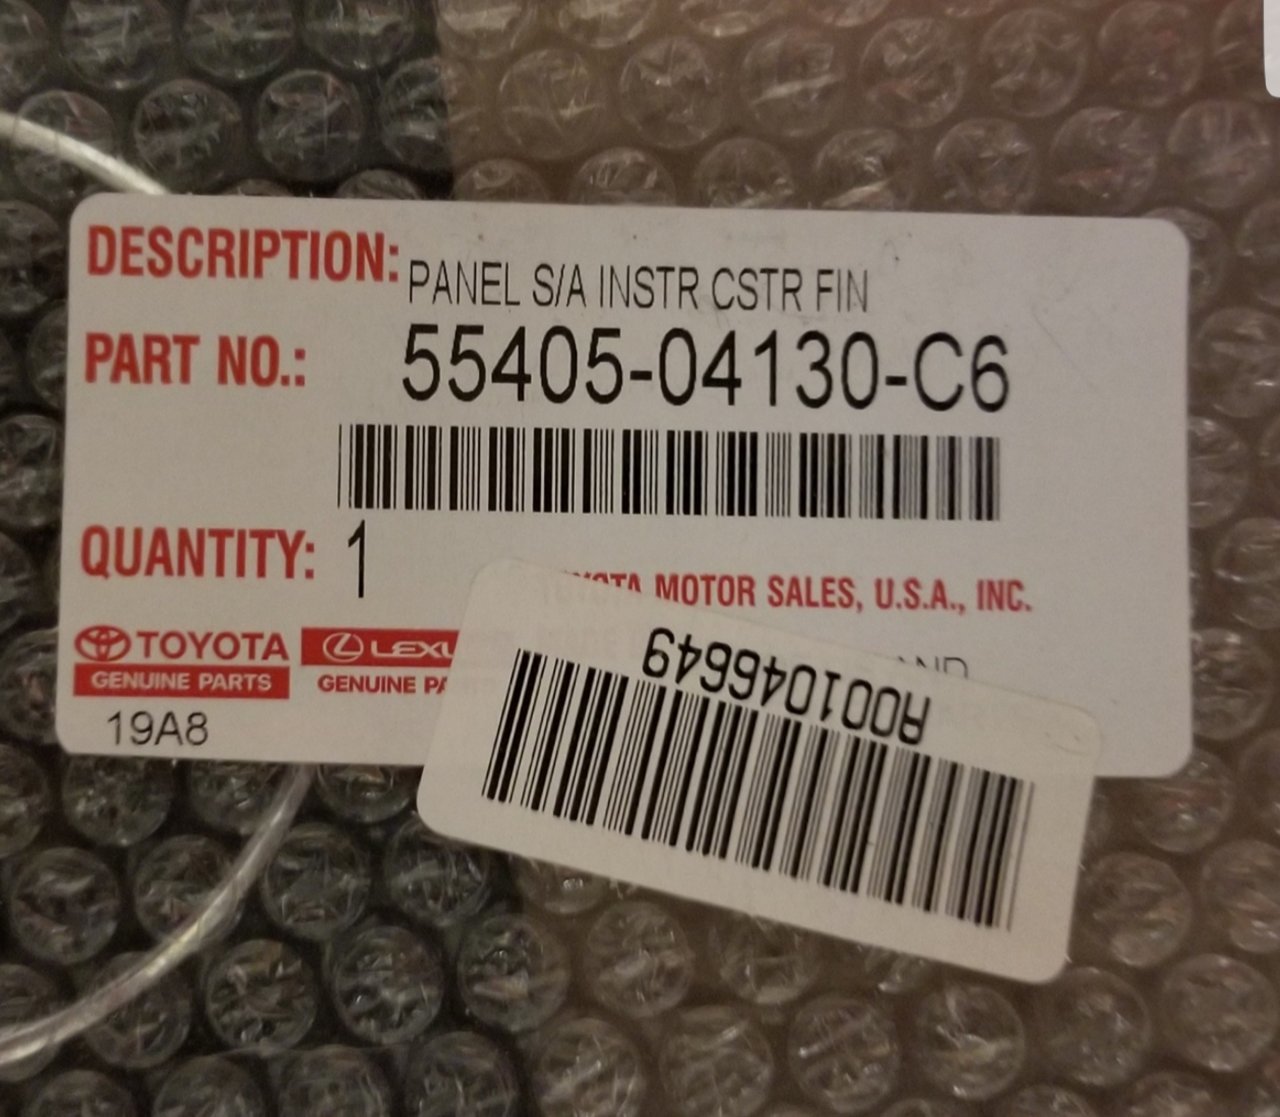 DESCRIPTION: PANEL S/A INSTR CSTR FIN
PART NO.: 55405-04130-C6
QUANTITY: 1
MOTOR SALES, U.S.A., INC.
TOYOTA
GENUINE PARTS
GENUINE
19A8
A001046649